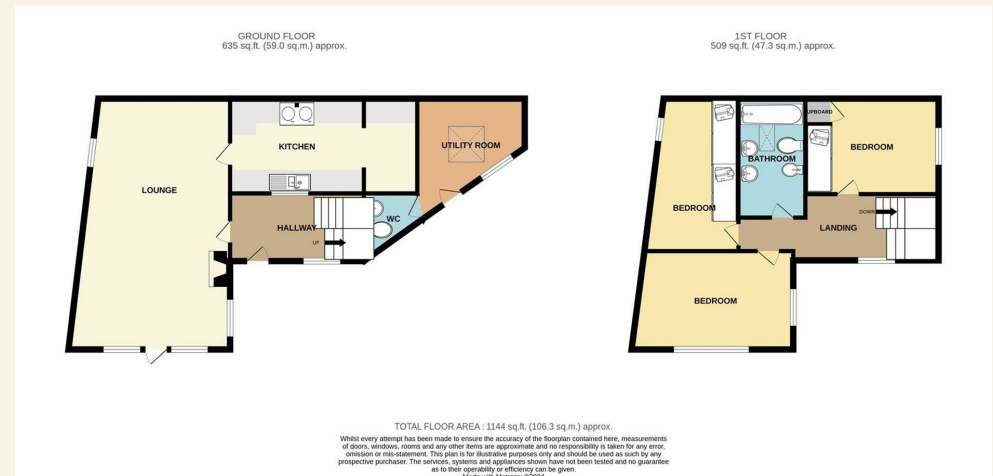 GROUND FLOOR
635 sq.ft. (59.0 sq.m.) approx.
1ST FLOOR
509 sq.ft. (47.3 sq.m.) approx.
KITCHEN
UTILITY ROOM
LOUNGE
HALLWAY
WC
UP
UPBOARD
BEDROOM
BATHROOM
BEDROOM
DOWN
LANDING
BEDROOM
TOTAL FLOOR AREA : 1144 sq.ft. (106.3 sq.m.) approx.
Whilst every attempt has been made to ensure the accuracy of the floorplan contained here, measurements
of doors, windows, rooms and any other items are approximate and no responsibility is taken for any error,
omission or mis-statement. This plan is for illustrative purposes only and should be used as such by any
prospective purchaser. The services, systems and appliances shown have not been tested and no guarantee
as to their operability or efficiency can be given.
Made with Metropix ©2024